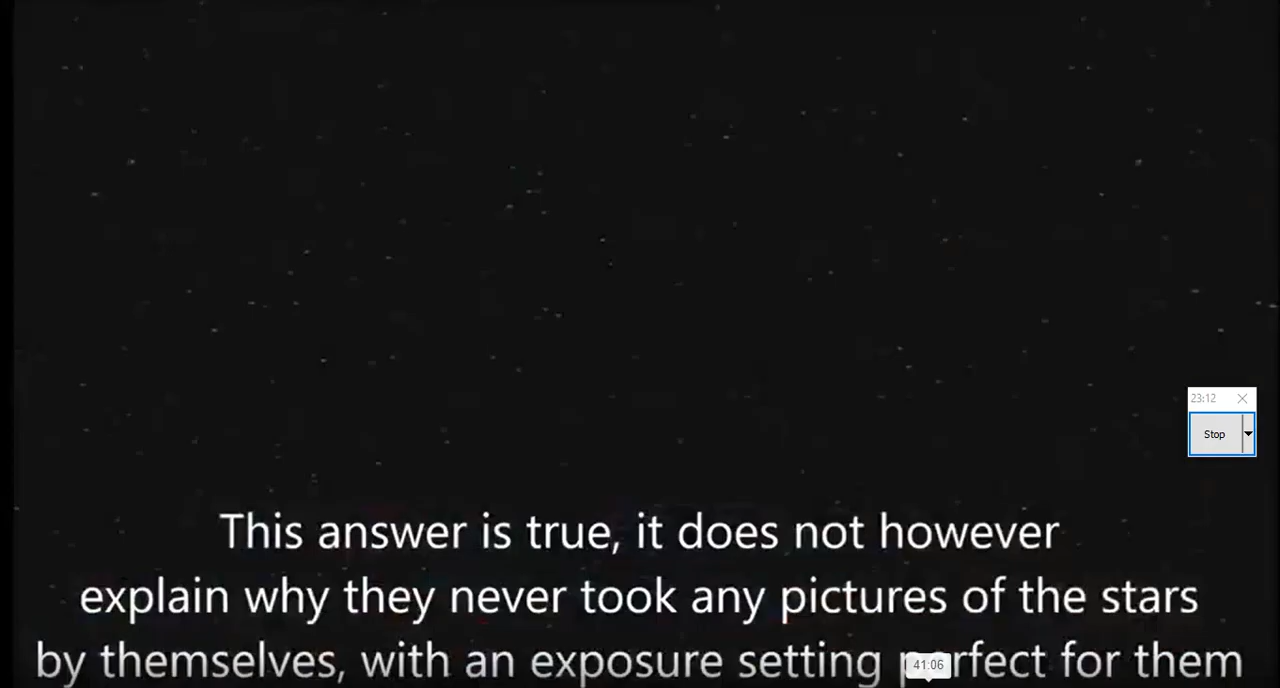 23:12
Stop
This answer is true, it does not however
explain why they never took any pictures of the stars
by themselves, with an exposure setting perfect for them
41:06